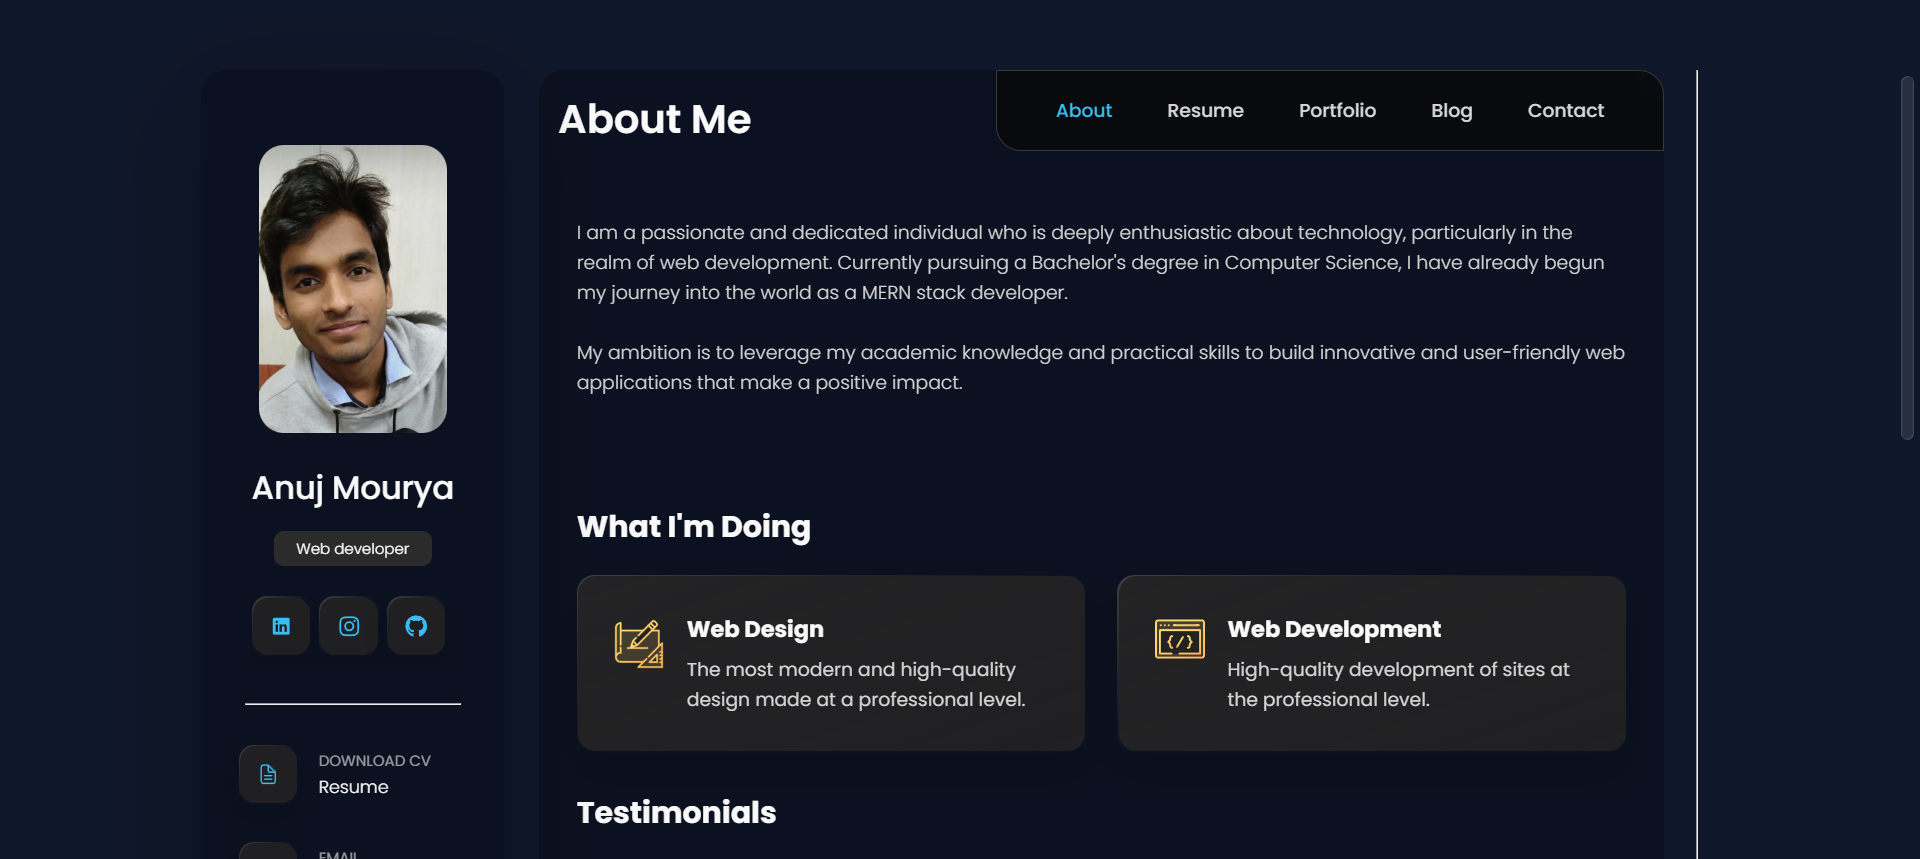 About Me
About
Resume
Portfolio
Blog
Contact
Anuj Mourya
Web developer
DOWNLOAD CV
Resume
EMAIL
I am a passionate and dedicated individual who is deeply enthusiastic about technology, particularly in the
realm of web development. Currently pursuing a Bachelor's degree in Computer Science, I have already begun
my journey into the world as a MERN stack developer.
My ambition is to leverage my academic knowledge and practical skills to build innovative and user-friendly web
applications that make a positive impact.
What I'm Doing
Web Design
The most modern and high-quality
design made at a professional level.
Web Development
High-quality development of sites at
the professional level.
Testimonials